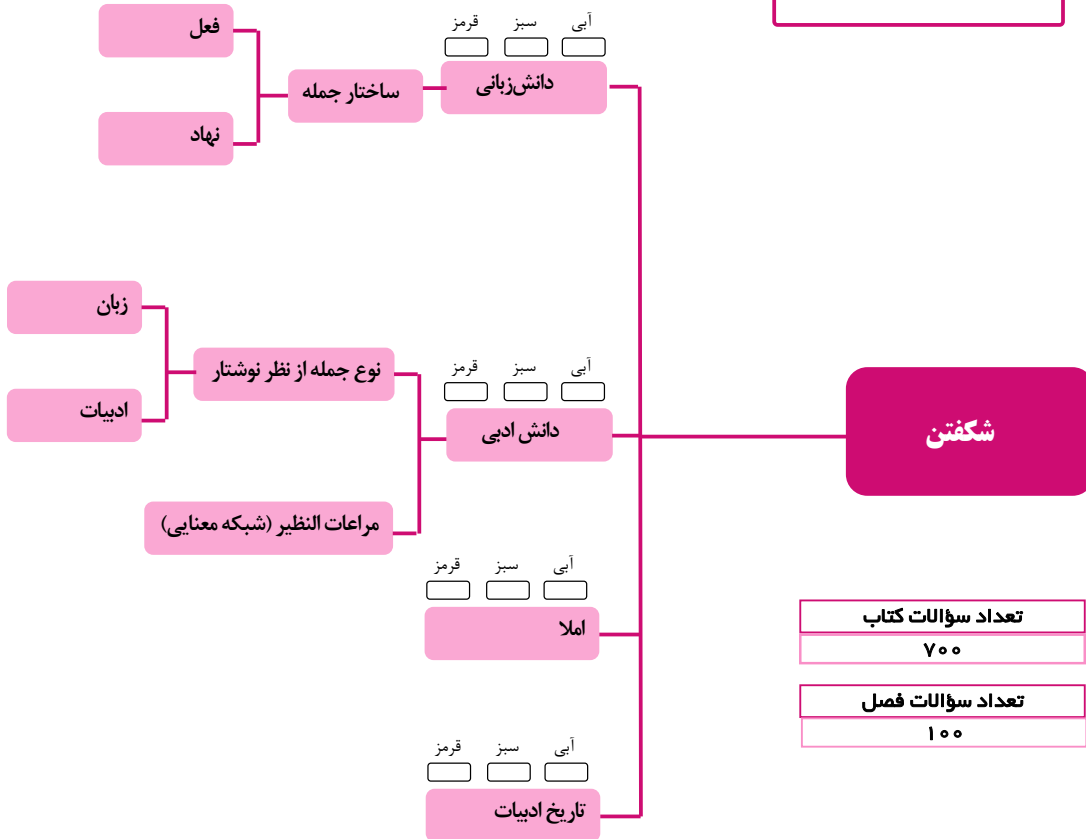 آبی سبز قرمز
دانش‌زبانی
ساختار جمله
فعل
نهاد
شکفتن
آبی سبز قرمز
دانش ادبی
نوع جمله از نظر نوشتار
زبان
ادبیات
مراعات النظیر (شبکه معنایی)
آبی سبز قرمز
املا
آبی سبز قرمز
تاریخ ادبیات
تعداد سؤالات کتاب
۷۰۰
تعداد سؤالات فصل
۱۰۰